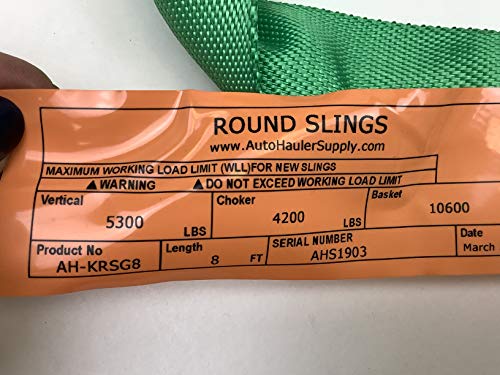 ROUND SLINGS
www.AutoHaulerSupply.com
MAXIMUM WORKING LOAD LIMIT (WLL)FOR NEW SLINGS
▲WARNING ▲DO NOT EXCEED WORKING LOAD LIMIT
Vertical Choker Basket
5300 LBS 4200 LBS 10600
Product No Length SERIAL NUMBER Date
AH-KRSG8 8 FT AHS1903 March